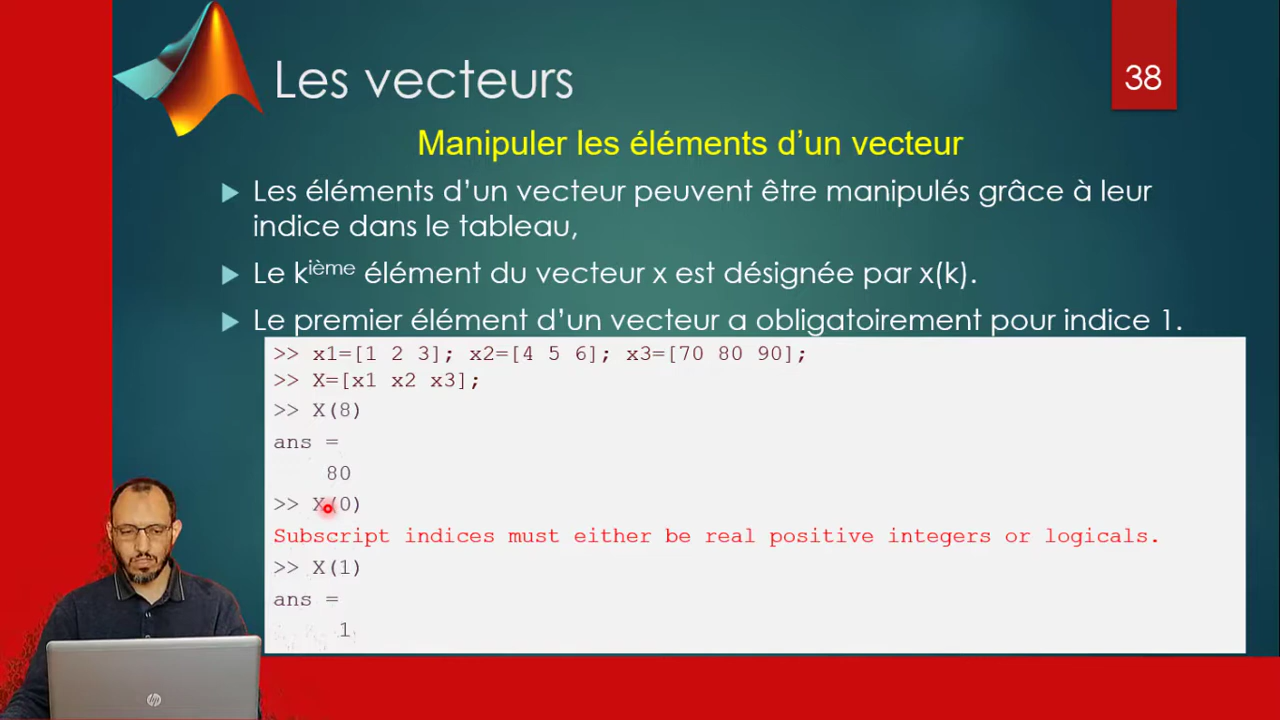 Les vecteurs
38
Manipuler les éléments d’un vecteur
Les éléments d’un vecteur peuvent être manipulés grâce à leur
indice dans le tableau,
Le kième élément du vecteur x est désignée par x(k).
Le premier élément d’un vecteur a obligatoirement pour indice 1.
>> x1=[1 2 3]; x2=[4 5 6]; x3=[70 80 90];
>> X=[x1 x2 x3];
>> X(8)
ans =
80
>> X(0)
Subscript indices must either be real positive integers or logicals.
>> X(1)
ans =
1
hp